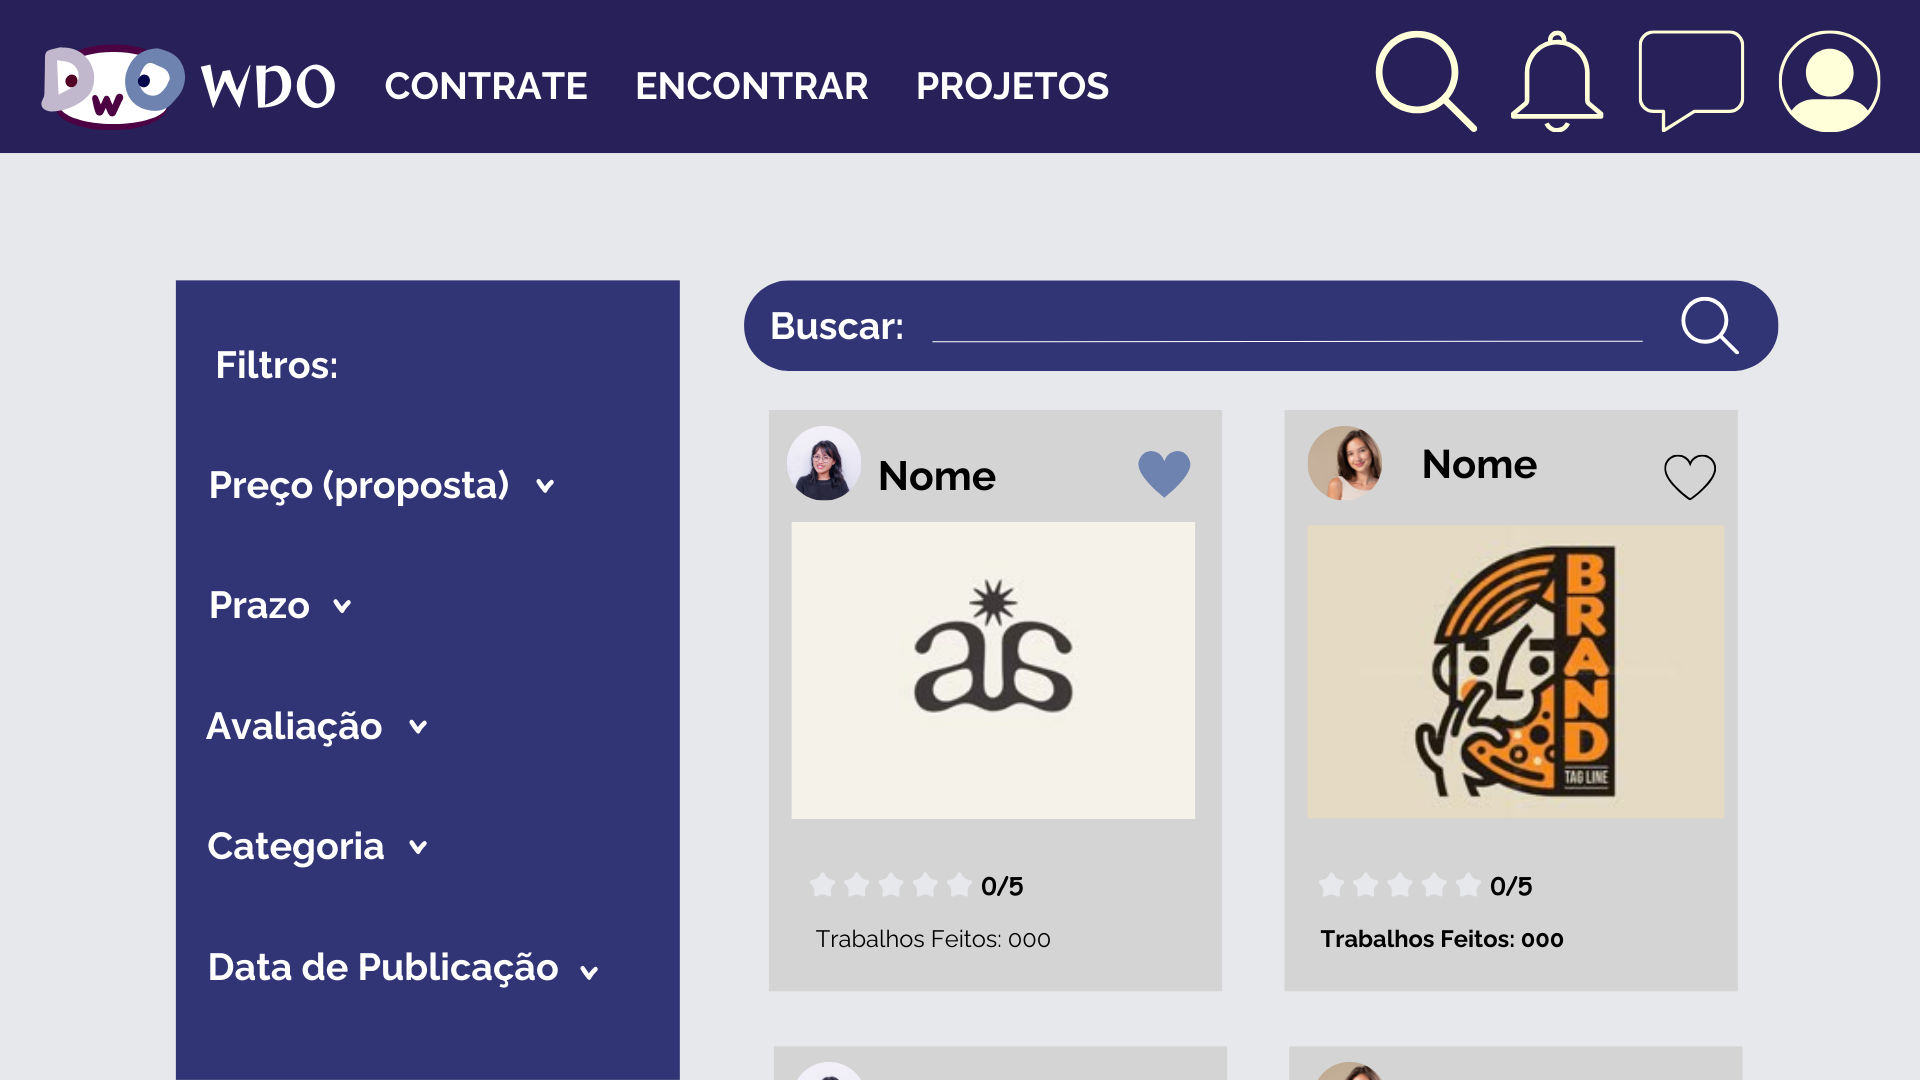 DwO WDO CONTRATE ENCONTRAR PROJETOS
Filtros:
Preço (proposta)
Prazo
Avaliação
Categoria
Data de Publicação
Buscar:
Nome
as
0/5
Trabalhos Feitos: 000
Nome
BRAND
TAG LINE
0/5
Trabalhos Feitos: 000